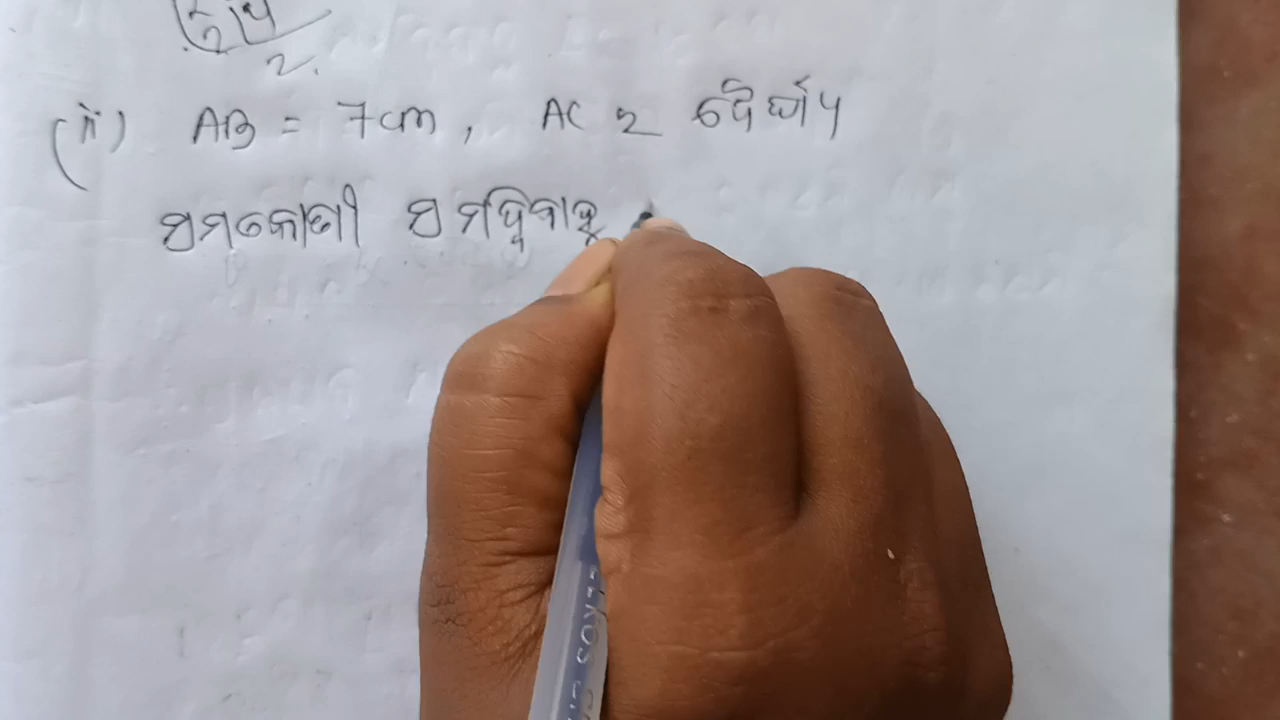 (ii) AB = 7cm, AC ର ଦୈର୍ଘ୍ୟ
ସମକୋଣୀ ସମଦ୍ୱିବାହୁ